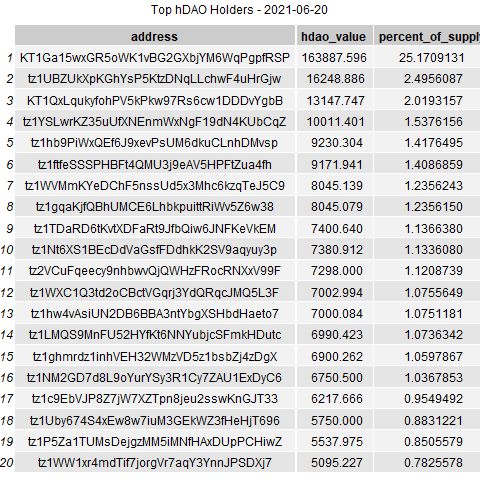 Top hDAO Holders - 2021-06-20
address hdao_value percent_of_supply
1 KT1Ga15wxGR5oWK1vBG2GXbjYM6WqPgpfRSP 163887.596 25.1709131
2 tz1UBZUkXpKGhYsP5KtzDNqLLchwF4uHrGjw 16248.886 2.4956087
3 KT1QxLqukyfohPV5kPkw97Rs6cw1DDDvYgbB 13147.747 2.0193157
4 tz1YSLwrKZ35uUfXNEnmWxNgF19dN4KUbCqZ 10011.401 1.5376156
5 tz1hb9PiWxQEf6J9xevPsUM6dkuCLnhDMvsp 9230.304 1.4176495
6 tz1ftfeSSSPHBFt4QMU3j9eAV5HPFtZua4fh 9171.941 1.4086859
7 tz1WVMmKYeDChF5nssUd5x3Mhc6kzqTeJ5C9 8045.139 1.2356243
8 tz1gqaKjfQBhUMCE6LhbkpuittRiWv5Z6w38 8045.079 1.2356150
9 tz1TDaRD6tKvtXDFaRt9JfbQiw6JNFKeVkEM 7400.640 1.1366380
10 tz1Nt6XS1BEcDdVaGsfFDdhkK2SV9aqyuy3p 7380.912 1.1336080
11 tz2VCuFqeecy9nhbwvQjQWHzFRocRNXxV99F 7298.000 1.1208739
12 tz1WXC1Q3td2oCBctVGqrj3YdQRqcJMQ5L3F 7002.994 1.0755649
13 tz1hw4vAsiUN2DB6BBA3ntYbgXSHbdHaeto7 7000.084 1.0751181
14 tz1LMQS9MnFU52HYfKt6NNYubjcSFmkHDutc 6990.423 1.0736342
15 tz1ghmrdz1inhVEH32WMzVD5z1bsbZj4zDgX 6900.262 1.0597867
16 tz1NM2GD7d8L9oYurYSy3R1Cy7ZAU1ExDyC6 6750.500 1.0367853
17 tz1c9EbVJP8Z7jW7XZTpn8jeu2sswKnGJT33 6217.666 0.9549492
18 tz1Uby674S4xEw8w7iuM3GEkWZ3fHeHjT696 5750.000 0.8831221
19 tz1P5Za1TUMsDejgzMM5iMNfHAxDUpPCHiwZ 5537.975 0.8505579
20 tz1WW1xr4mdTif7jorgVr7aqY3YnnJPSDXj7 5095.227 0.7825578